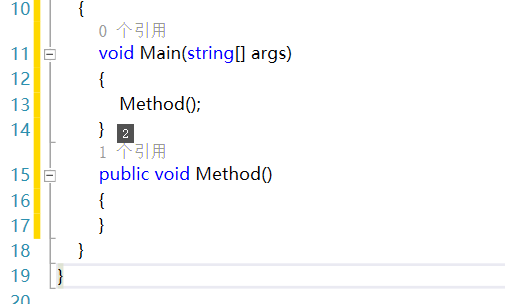 10 {
0 个引用
11 void Main(string[] args)
12 {
13 Method();
14 }
2
1 个引用
15 public void Method()
16 {
17 }
18 }
19 }
20